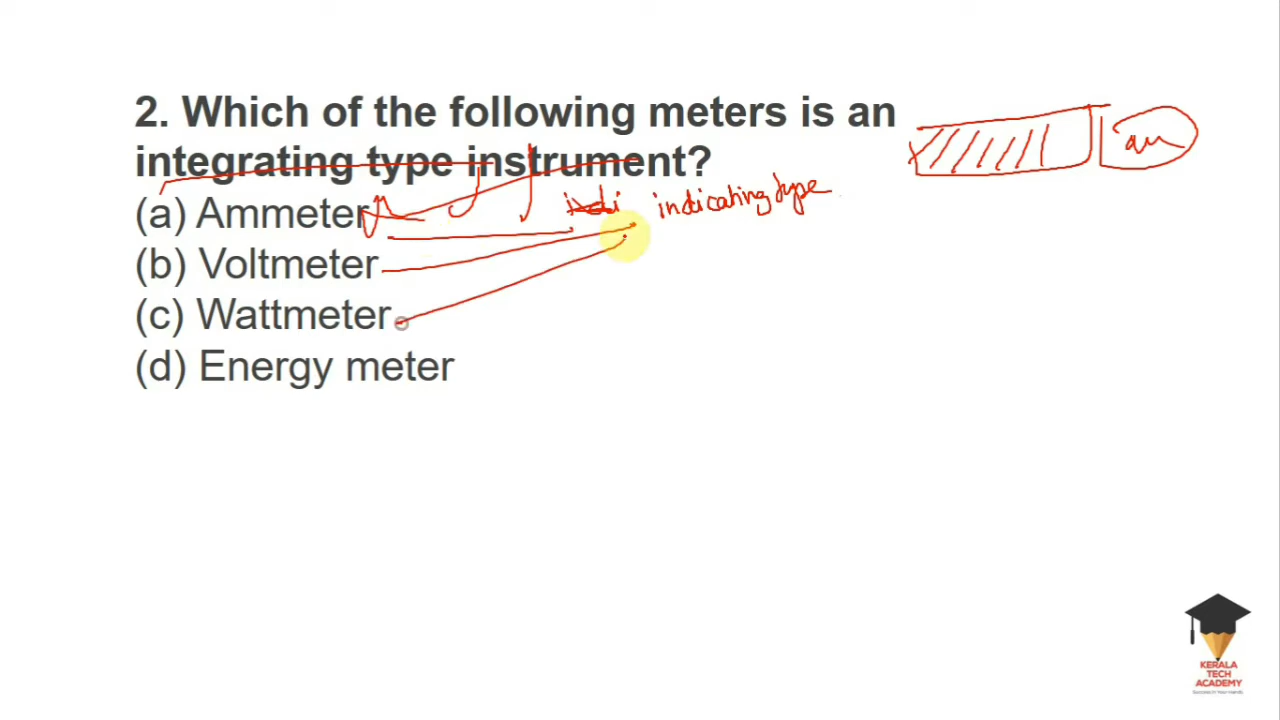 2. Which of the following meters is an
integrating type instrument?
(a) Ammeter
indi indicating type
(b) Voltmeter
(c) Wattmeter
(d) Energy meter
KERALA
TECH
ACADEMY